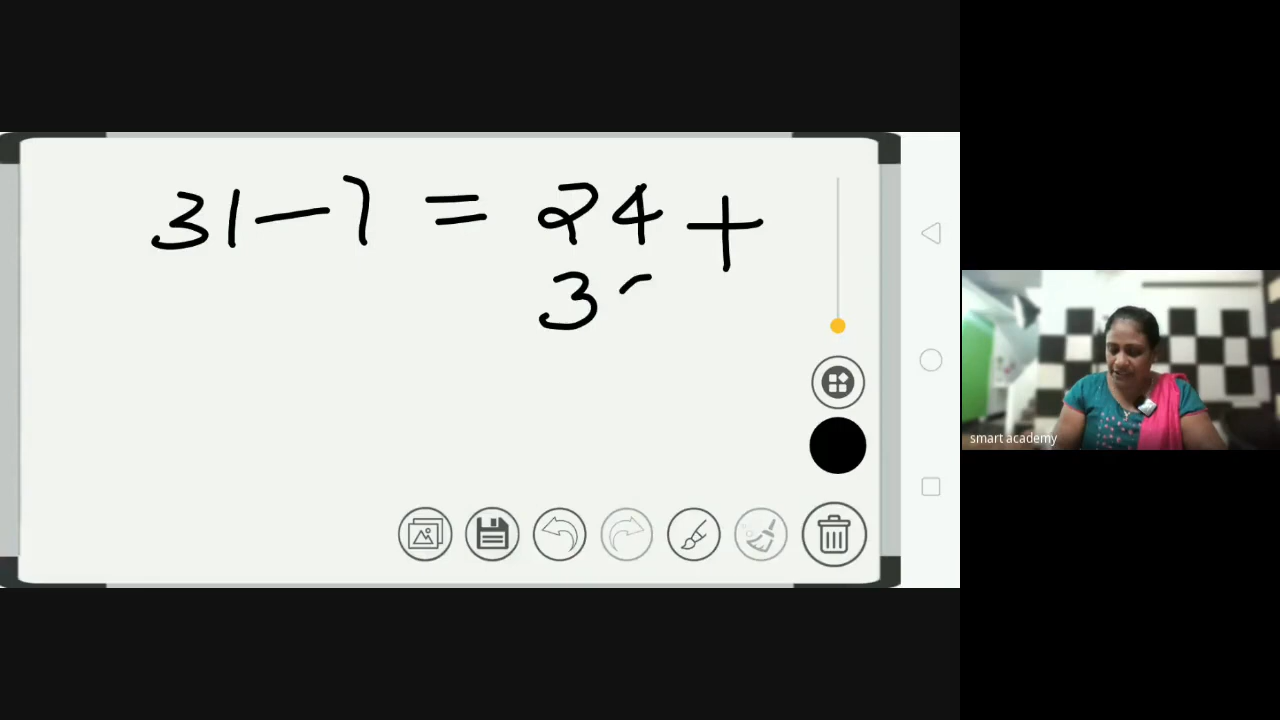 31-7 = 24 +
3
smart academy